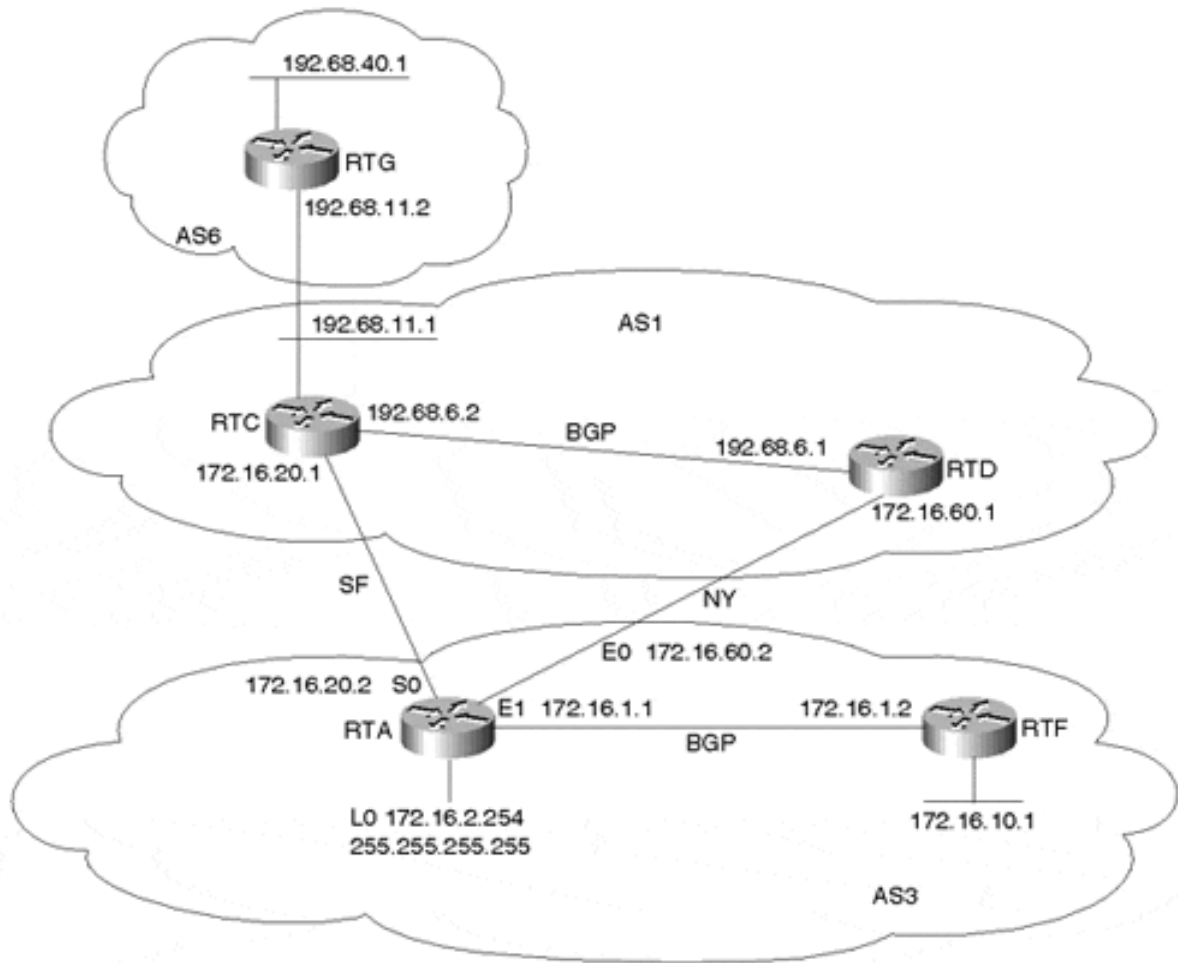 192.68.40.1
RTG
192.68.11.2
AS6
192.68.11.1
AS1
RTC
192.68.6.2
BGP
192.68.6.1
RTD
172.16.20.1
172.16.60.1
SF
NY
E0 172.16.60.2
172.16.20.2 S0
E1 172.16.1.1
172.16.1.2
RTA
BGP
RTF
L0 172.16.2.254
255.255.255.255
172.16.10.1
AS3